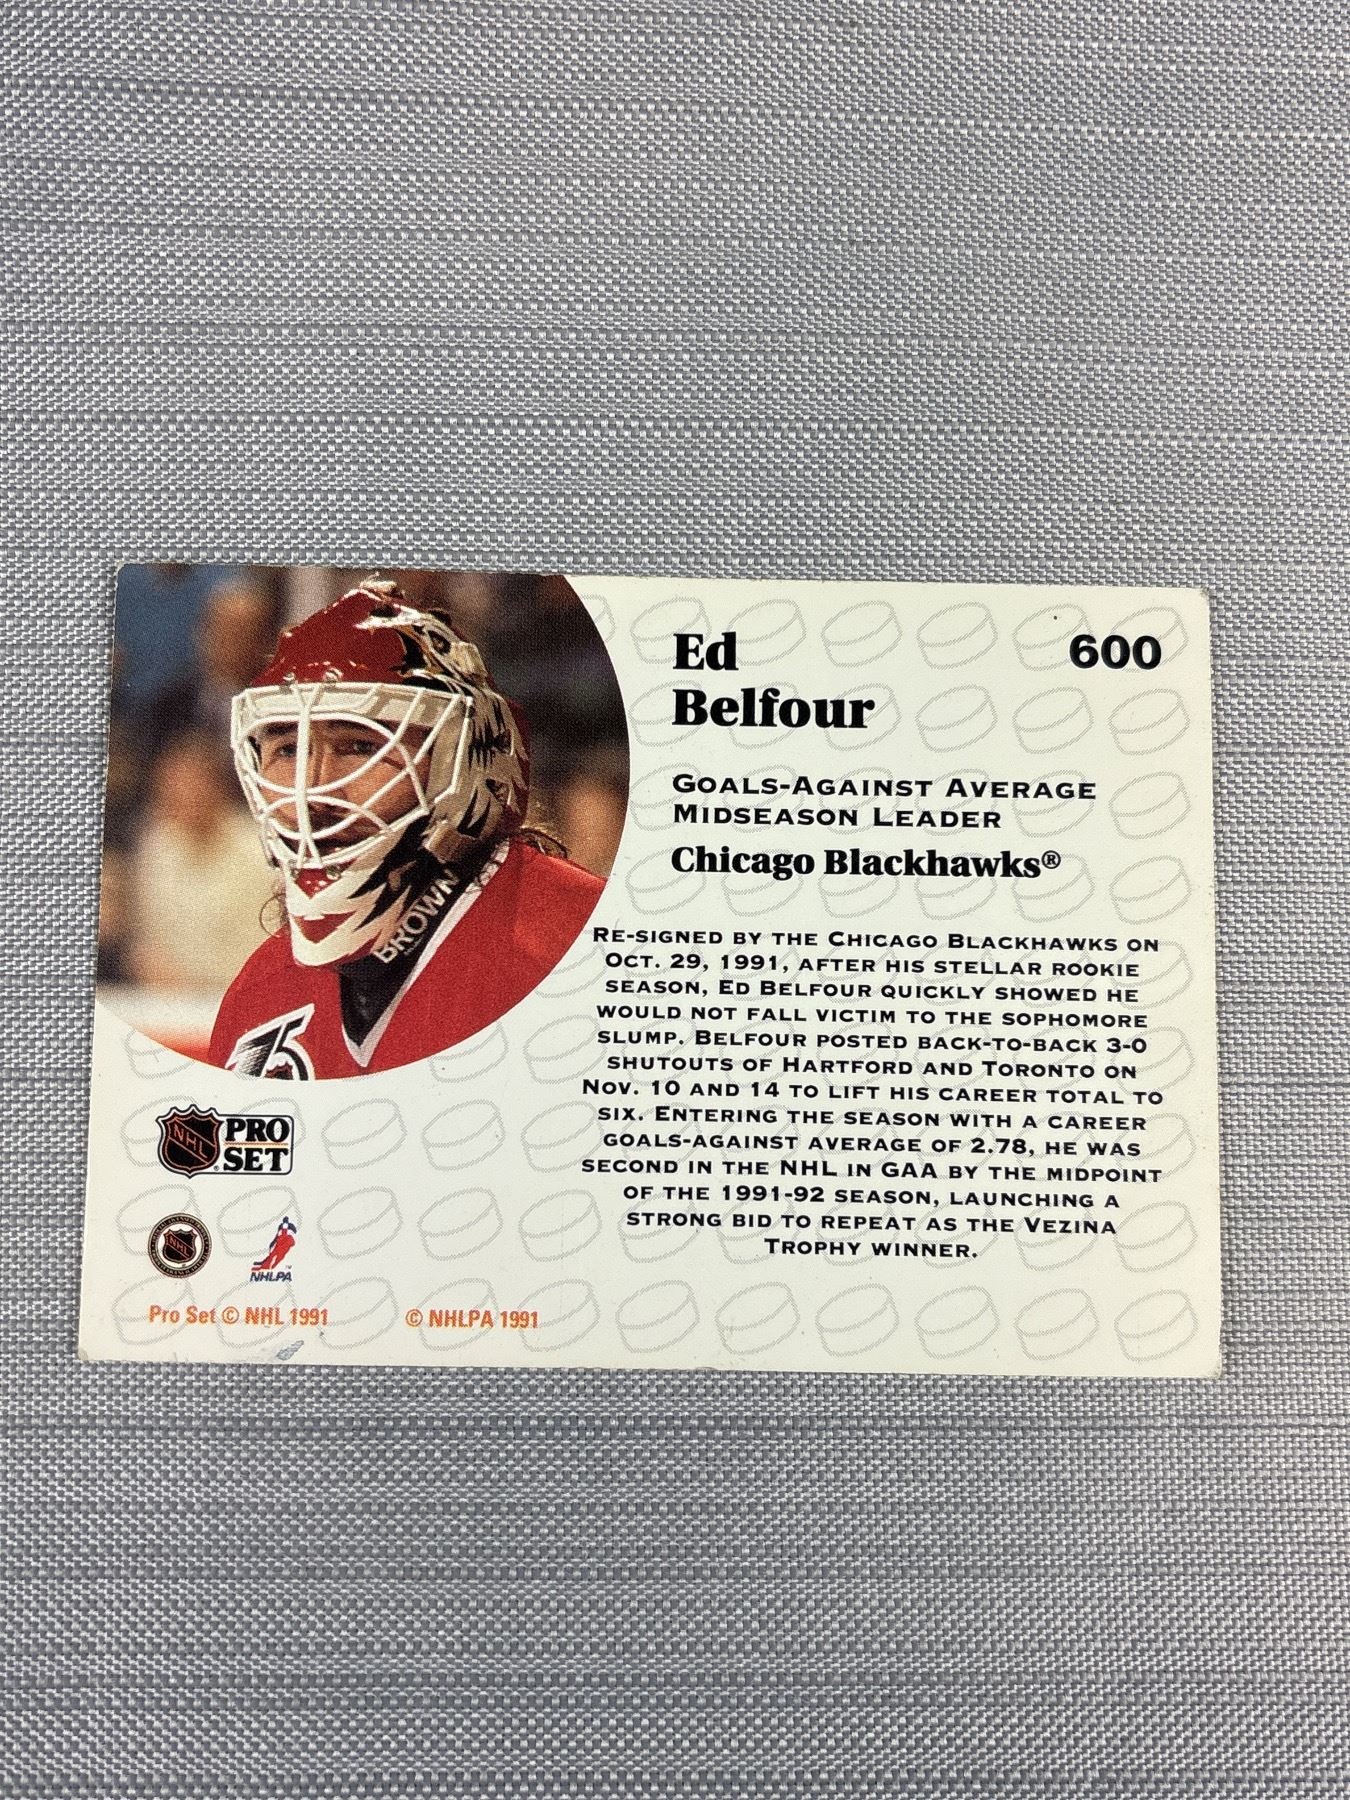 Ed
Belfour
600
GOALS-AGAINST AVERAGE
MIDSEASON LEADER
Chicago Blackhawks®
RE-SIGNED BY THE CHICAGO BLACKHAWKS ON
OCT. 29, 1991, AFTER HIS STELLAR ROOKIE
SEASON, ED BELFOUR QUICKLY SHOWED HE
WOULD NOT FALL VICTIM TO THE SOPHOMORE
SLUMP. BELFOUR POSTED BACK-TO-BACK 3-0
SHUTOUTS OF HARTFORD AND TORONTO ON
NOV. 10 AND 14 TO LIFT HIS CAREER TOTAL TO
SIX. ENTERING THE SEASON WITH A CAREER
GOALS-AGAINST AVERAGE OF 2.78, HE WAS
SECOND IN THE NHL IN GAA BY THE MIDPOINT
OF THE 1991-92 SEASON, LAUNCHING A
STRONG BID TO REPEAT AS THE VEZINA
TROPHY WINNER.
BROWN
75
NHL
PRO
SET
NHL
NHLPA
Pro Set © NHL 1991
© NHLPA 1991